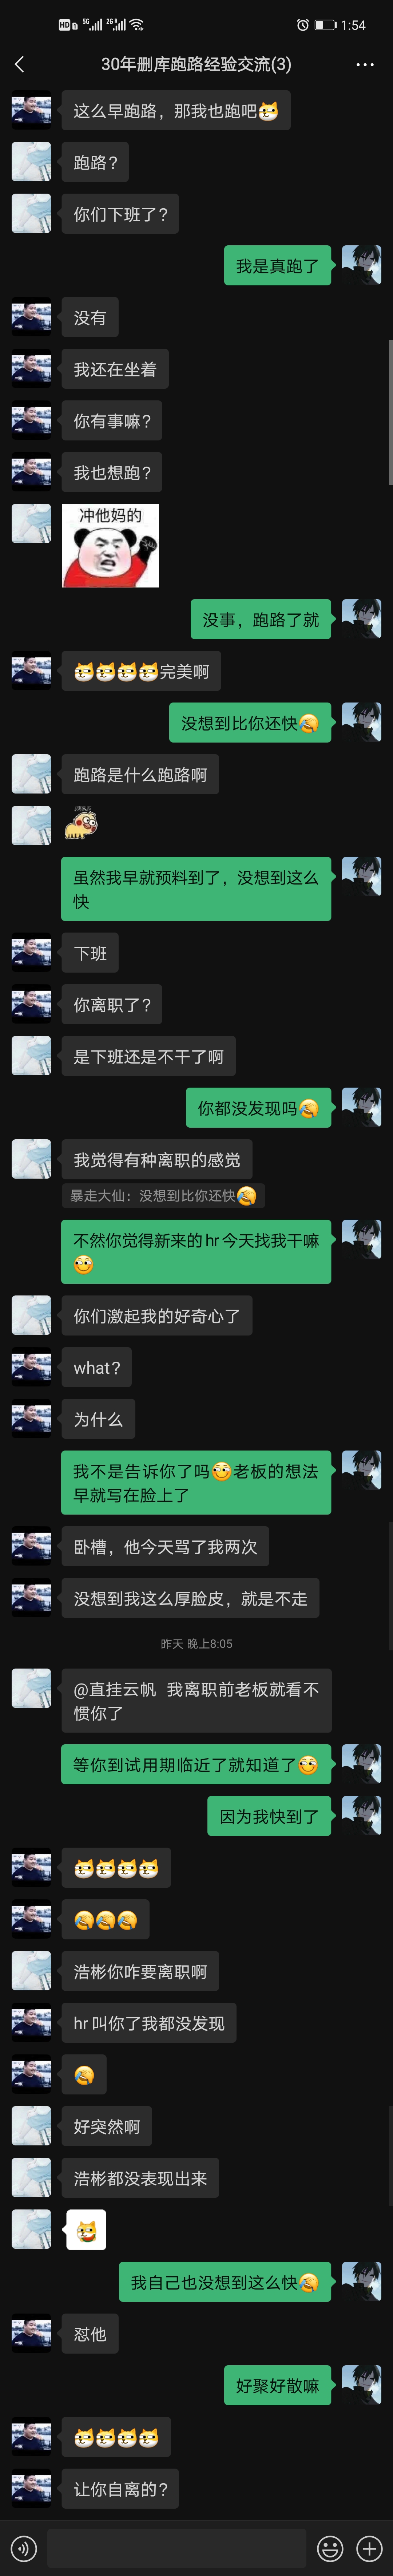 HD 5G 26 1:54
30年删库跑路经验交流(3)
这么早跑路，那我也跑吧
跑路？
你们下班了？
我是真跑了
没有
我还在坐着
你有事嘛？
我也想跑？
冲他妈的
没事，跑路了就
完美啊
没想到比你还快
跑路是什么跑路啊
虽然我早就预料到了，没想到这么
快
下班
你离职了？
是下班还是不干了啊
你都没发现吗
我觉得有种离职的感觉
暴走大仙：没想到比你还快
不然你觉得新来的hr今天找我干嘛
你们激起我的好奇心了
what？
为什么
我不是告诉你了吗老板的想法
早就写在脸上了
卧槽，他今天骂了我两次
没想到我这么厚脸皮，就是不走
昨天 晚上8:05
@直挂云帆 我离职前老板就看不
惯你了
等你到试用期临近了就知道了
因为我快到了
浩彬你咋要离职啊
hr叫你了我都没发现
好突然啊
浩彬都没表现出来
我自己也没想到这么快
怼他
好聚好散嘛
让你自离的？